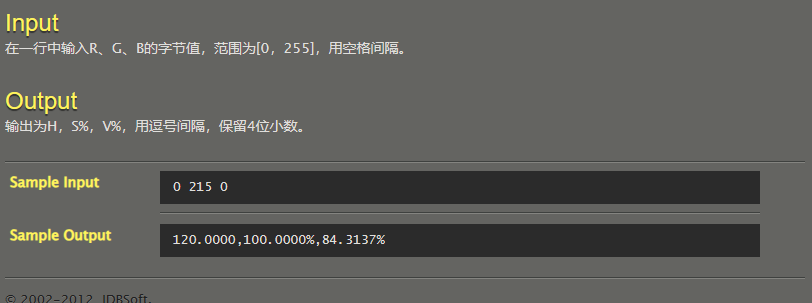 Input
在一行中输入R、G、B的字节值，范围为[0，255]，用空格间隔。
Output
输出为H，S%，V%，用逗号间隔，保留4位小数。
Sample Input
0 215 0
Sample Output
120.0000,100.0000%,84.3137%
© 2002-2012, JDBSoft.